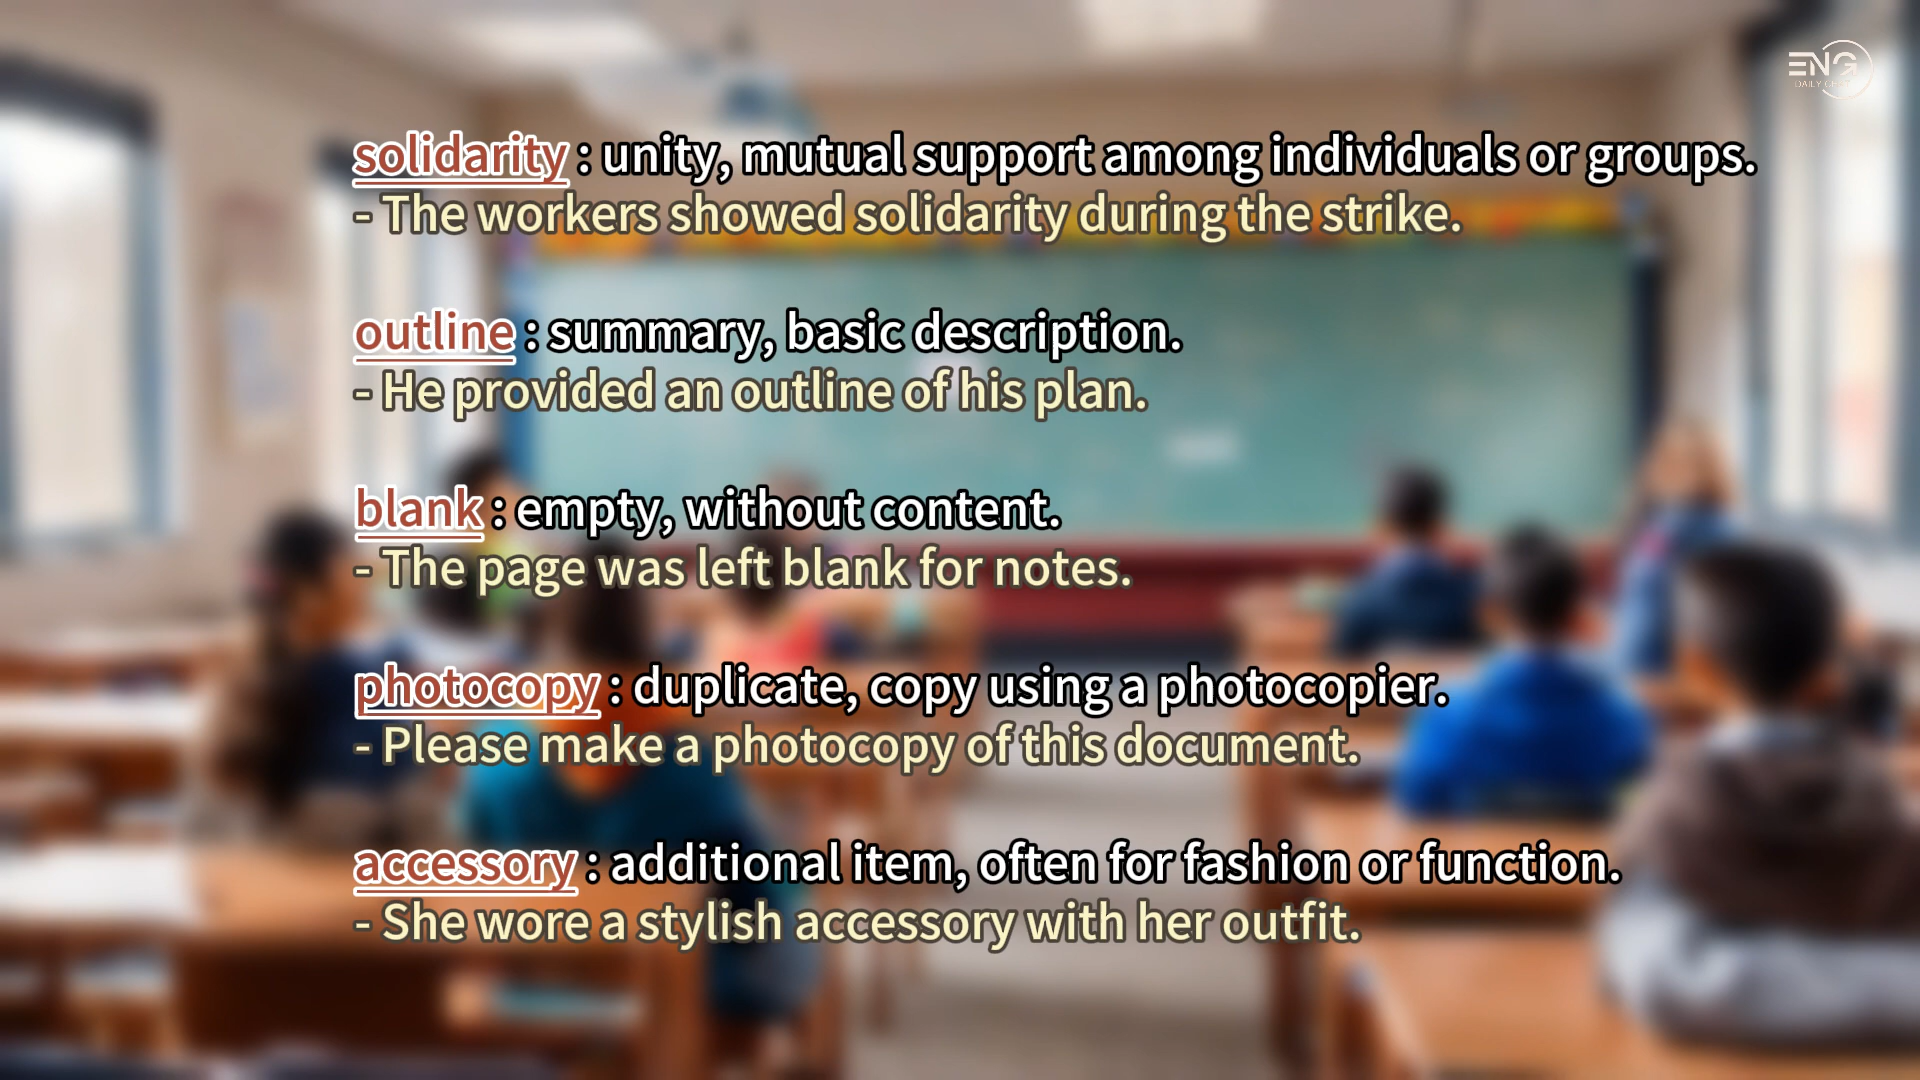 ENG
solidarity : unity, mutual support among individuals or groups.
- The workers showed solidarity during the strike.
outline : summary, basic description.
- He provided an outline of his plan.
blank : empty, without content.
- The page was left blank for notes.
photocopy : duplicate, copy using a photocopier.
- Please make a photocopy of this document.
accessory : additional item, often for fashion or function.
- She wore a stylish accessory with her outfit.